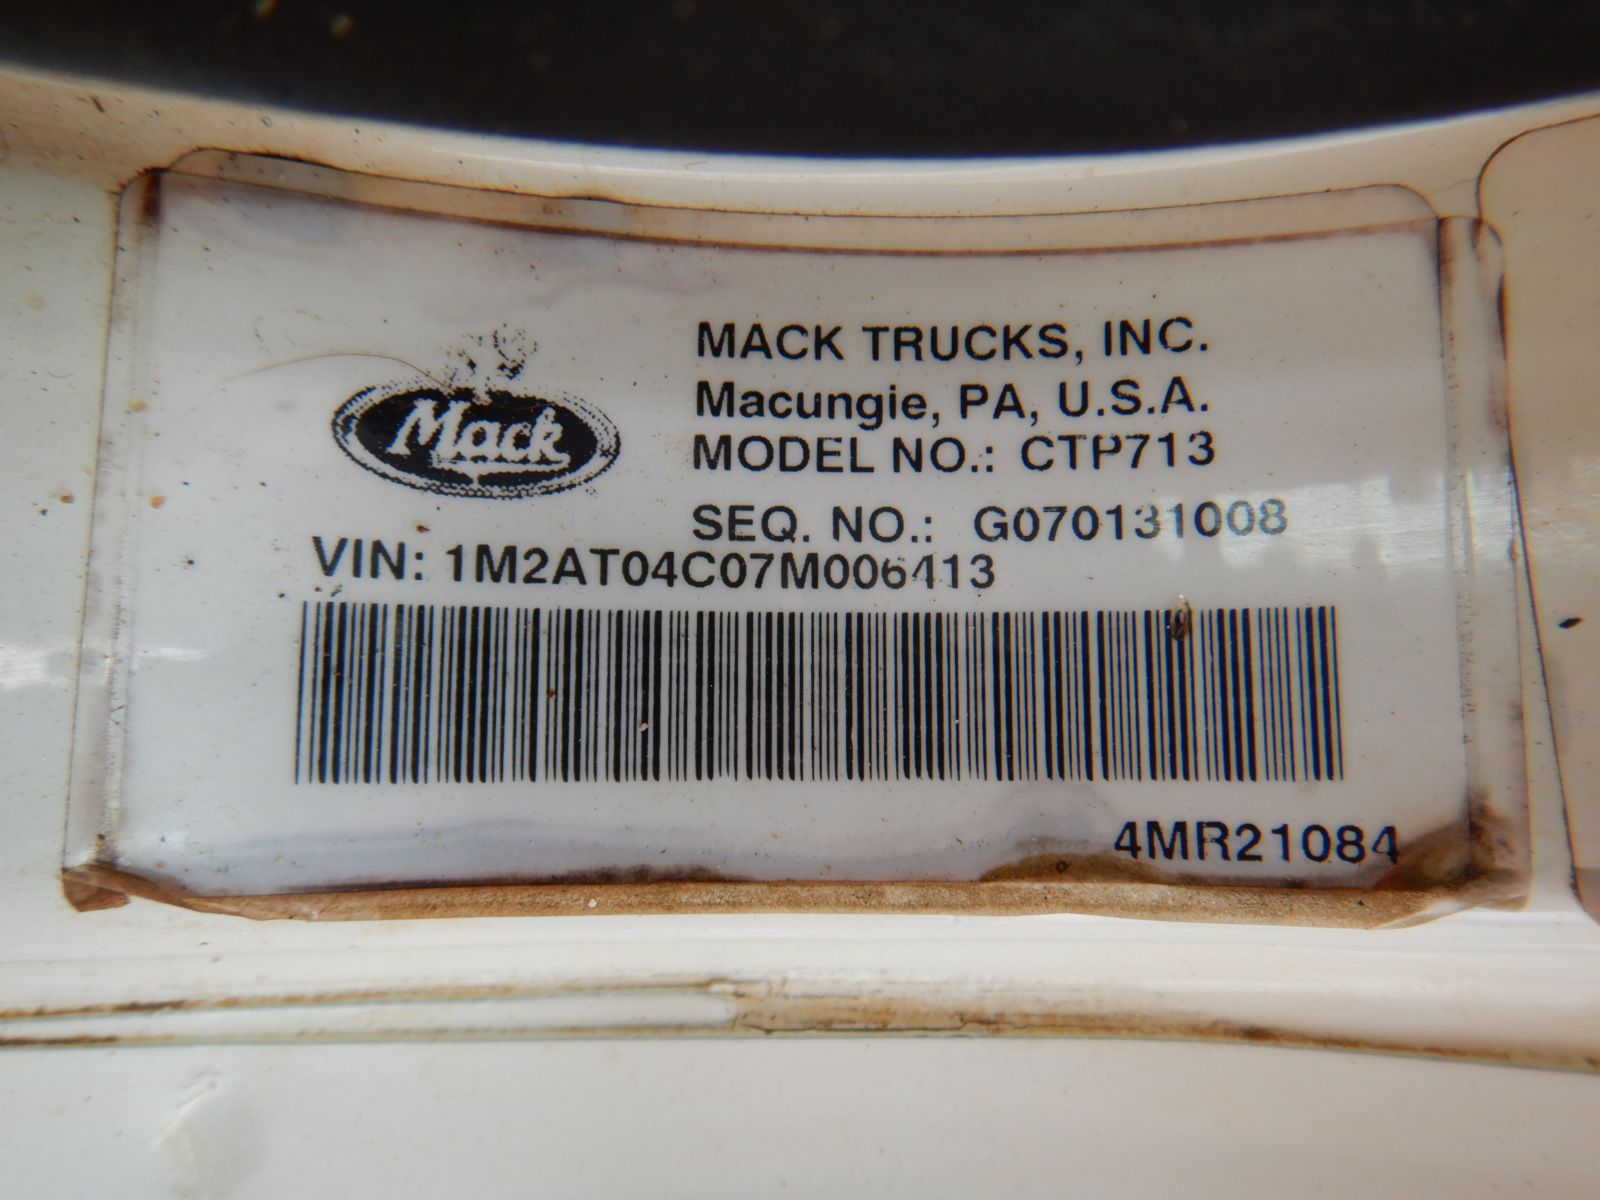 Mack
MACK TRUCKS, INC.
Macungie, PA, U.S.A.
MODEL NO.: CTP713
SEQ. NO.: G070131008
VIN: 1M2AT04C07M006413
4MR21084